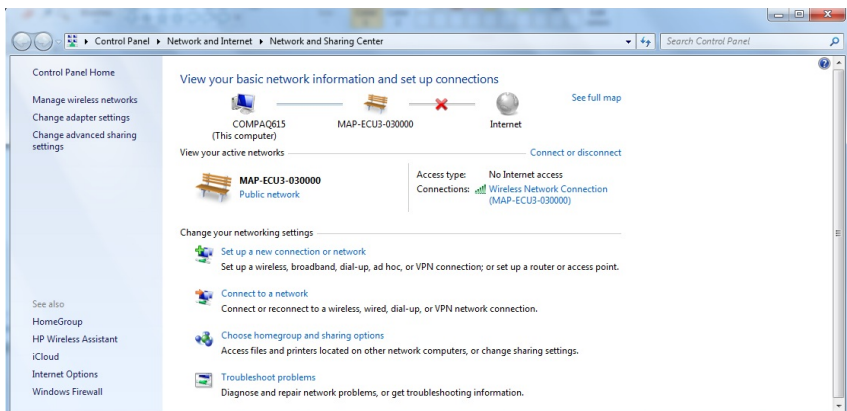 Control Panel ▸ Network and Internet ▸ Network and Sharing Center
Search Control Panel
Control Panel Home
Manage wireless networks
Change adapter settings
Change advanced sharing
settings
See also
HomeGroup
HP Wireless Assistant
iCloud
Internet Options
Windows Firewall
View your basic network information and set up connections
See full map
COMPAQ615 MAP-ECU3-030000 Internet
(This computer)
View your active networks Connect or disconnect
MAP-ECU3-030000
Public network
Access type: No Internet access
Connections: Wireless Network Connection
(MAP-ECU3-030000)
Change your networking settings
Set up a new connection or network
Set up a wireless, broadband, dial-up, ad hoc, or VPN connection; or set up a router or access point.
Connect to a network
Connect or reconnect to a wireless, wired, dial-up, or VPN network connection.
Choose homegroup and sharing options
Access files and printers located on other network computers, or change sharing settings.
Troubleshoot problems
Diagnose and repair network problems, or get troubleshooting information.